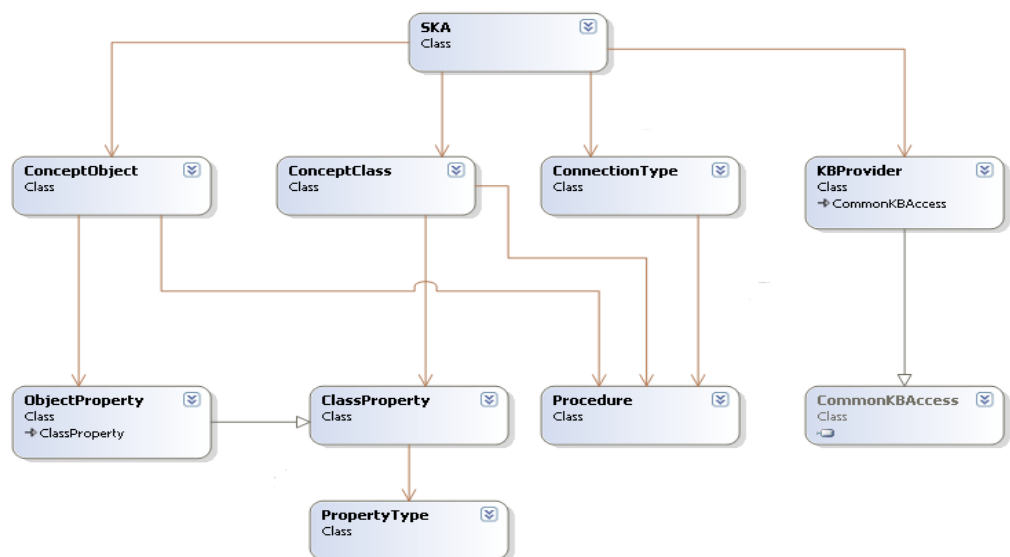 SKA
Class
ConceptObject
Class
ConceptClass
Class
ConnectionType
Class
KBProvider
Class
CommonKBAccess
ObjectProperty
Class
ClassProperty
ClassProperty
Class
Procedure
Class
CommonKBAccess
Class
PropertyType
Class